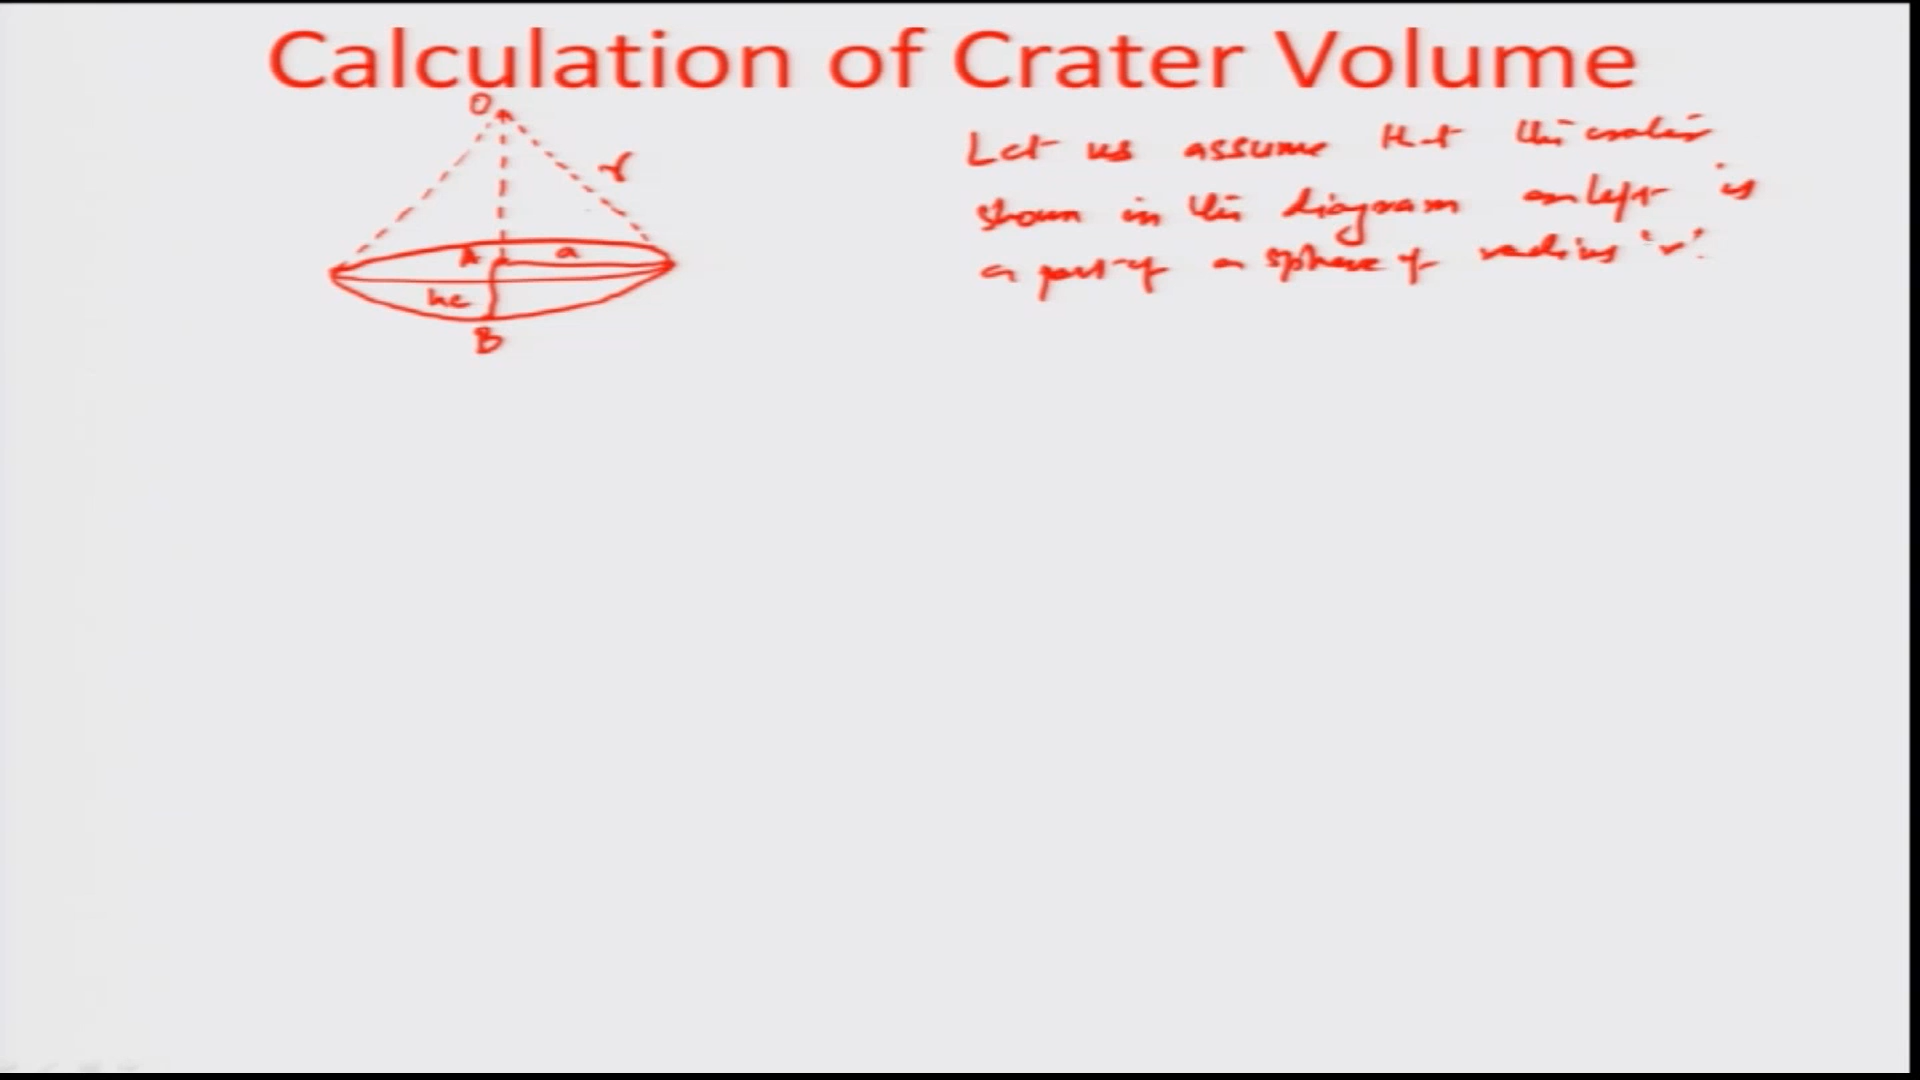 Calculation of Crater Volume
O
r
A a
hc
B
Let us assume that the crater
shown in the diagram on left is
a part of a sphere of radius 'r'.